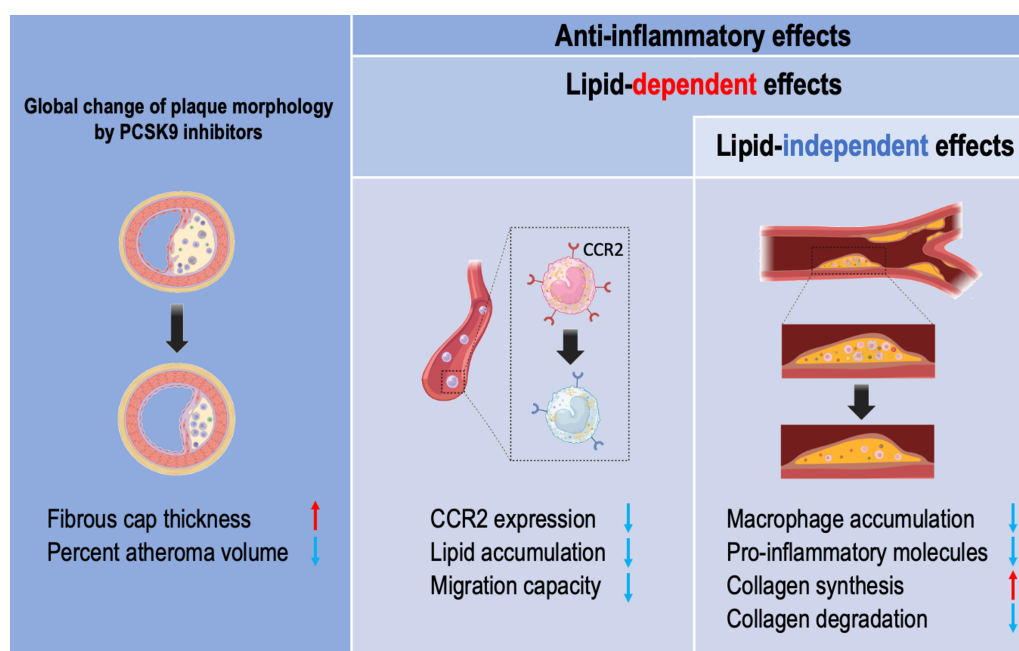 Global change of plaque morphology
by PCSK9 inhibitors
Fibrous cap thickness
Percent atheroma volume
Anti-inflammatory effects
Lipid-dependent effects
CCR2
CCR2 expression
Lipid accumulation
Migration capacity
Lipid-independent effects
Macrophage accumulation
Pro-inflammatory molecules
Collagen synthesis
Collagen degradation